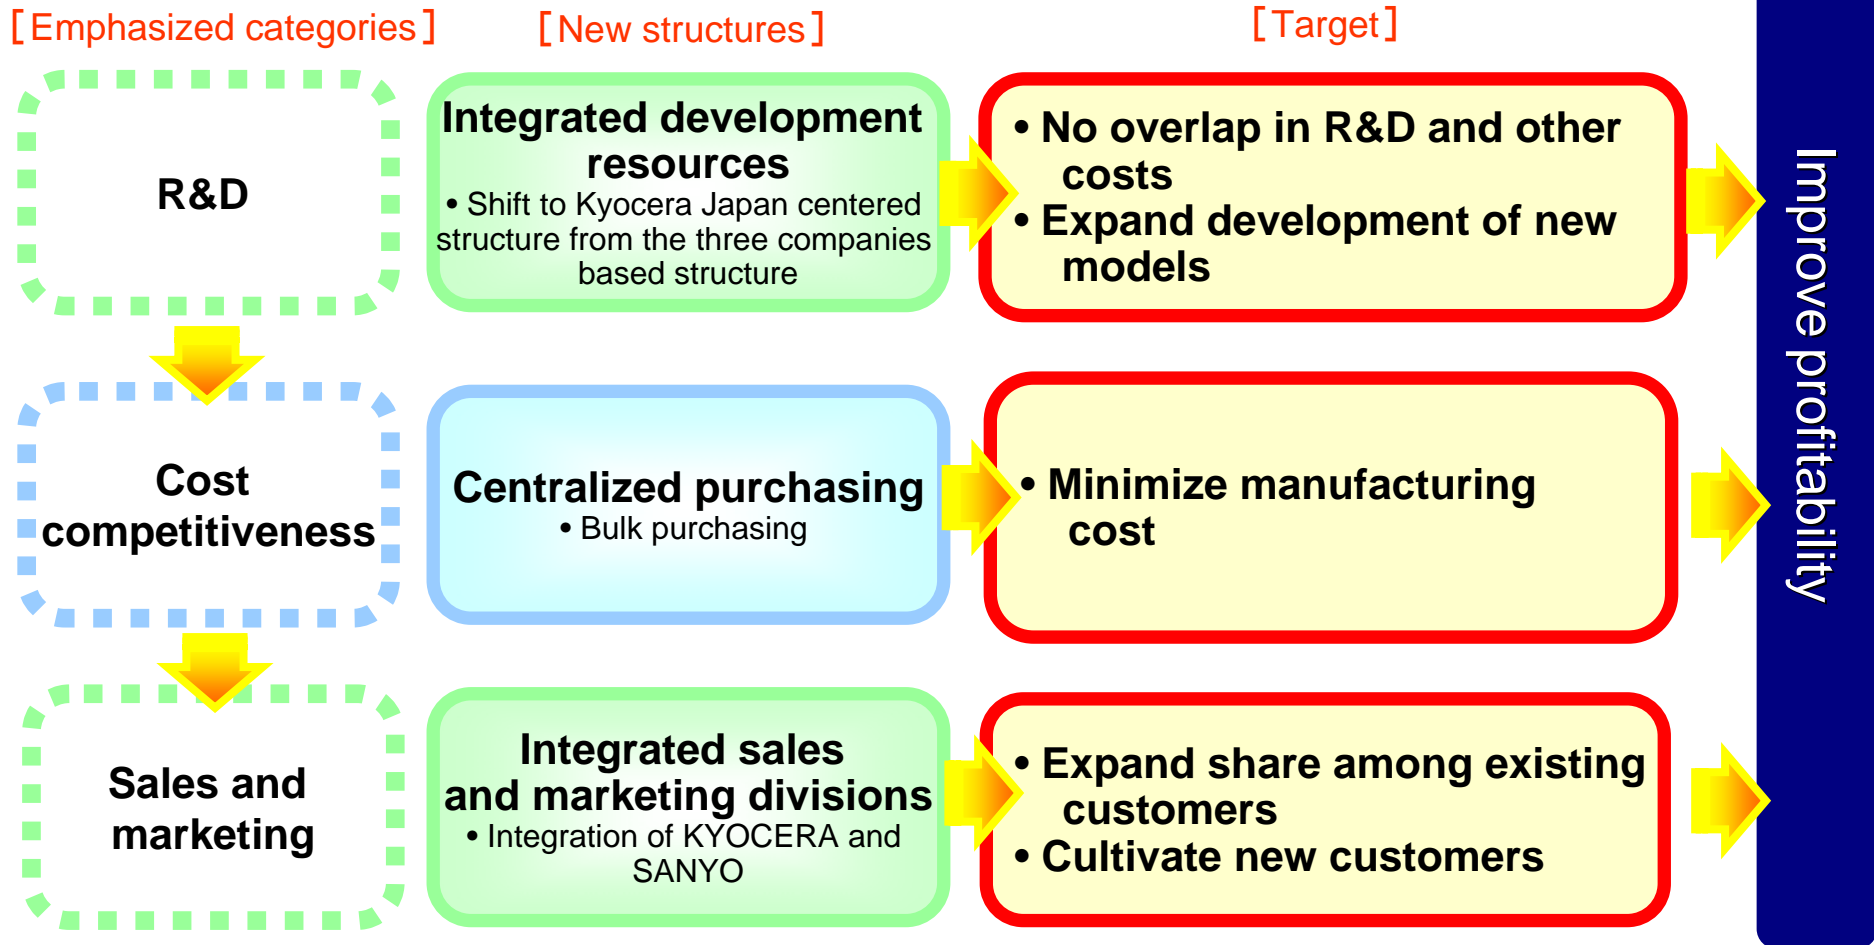 [Emphasized categories]
[New structures]
[Target]
R&D
Integrated development
resources
• Shift to Kyocera Japan centered
structure from the three companies
based structure
• No overlap in R&D and other
costs
• Expand development of new
models
Cost
competitiveness
Centralized purchasing
• Bulk purchasing
• Minimize manufacturing
cost
Sales and
marketing
Integrated sales
and marketing divisions
• Integration of KYOCERA and
SANYO
• Expand share among existing
customers
• Cultivate new customers
Improve profitability